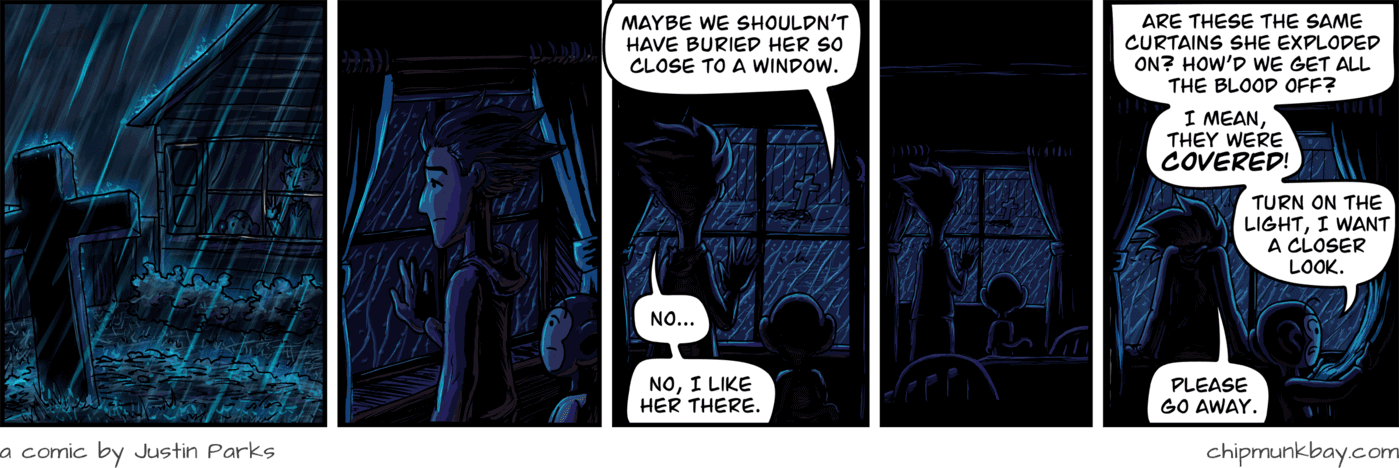 MAYBE WE SHOULDN'T
HAVE BURIED HER SO
CLOSE TO A WINDOW.
NO...
NO, I LIKE
HER THERE.
ARE THESE THE SAME
CURTAINS SHE EXPLODED
ON? HOW'D WE GET ALL
THE BLOOD OFF?
I MEAN,
THEY WERE
COVERED!
TURN ON THE
LIGHT, I WANT
A CLOSER
LOOK.
PLEASE
GO AWAY.
a comic by Justin Parks
chipmunkbay.com